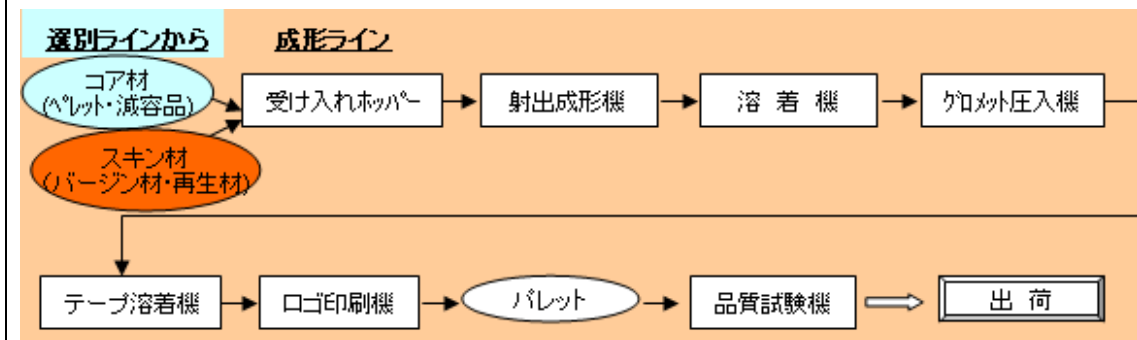 選別ラインから
成形ライン
コア材
(ペレット・減容品)
受け入れホッパー
射出成形機
溶着機
グロメット圧入機
スキン材
(バージン材・再生材)
テープ溶着機
ロゴ印刷機
パレット
品質試験機
出荷